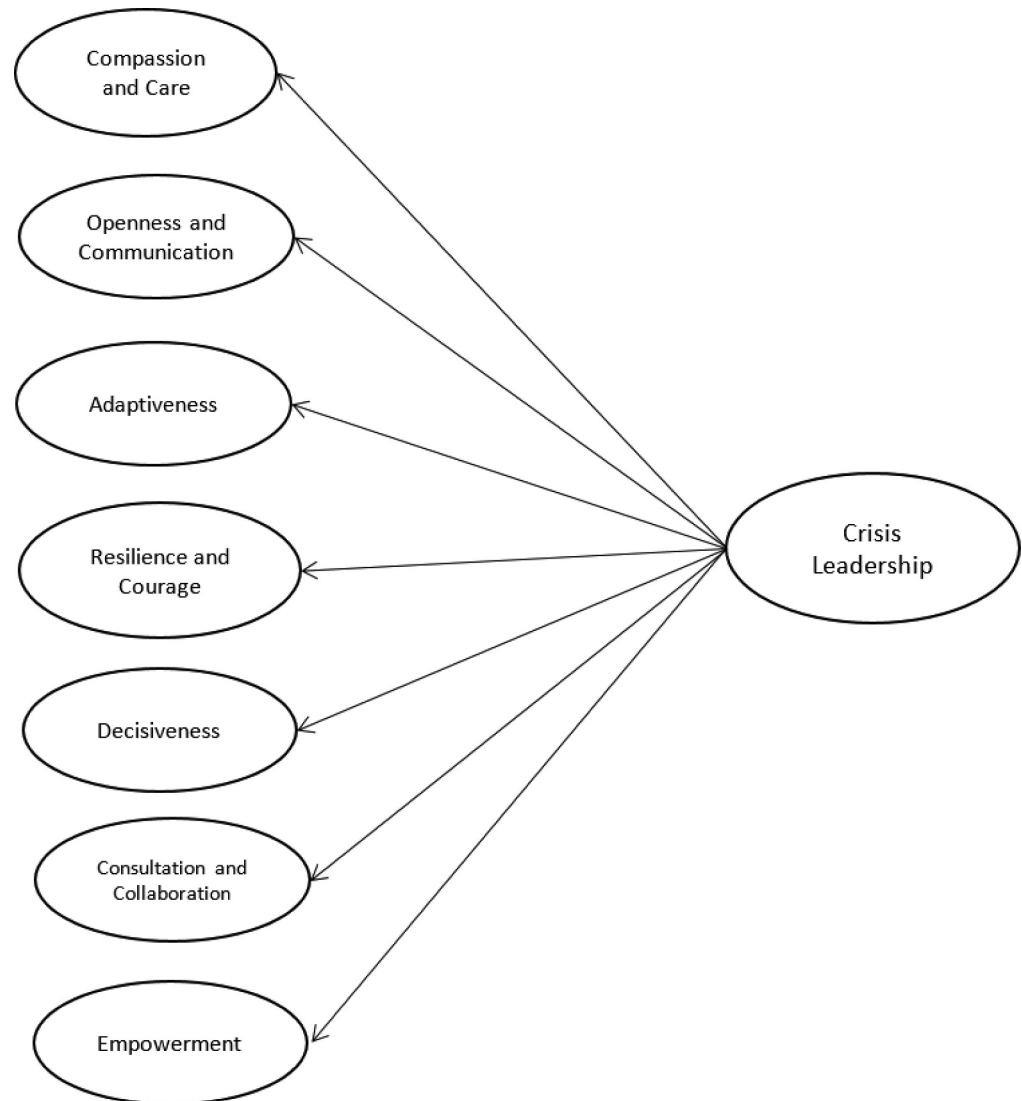 Compassion
and Care
Openness and
Communication
Adaptiveness
Resilience and
Courage
Crisis
Leadership
Decisiveness
Consultation and
Collaboration
Empowerment